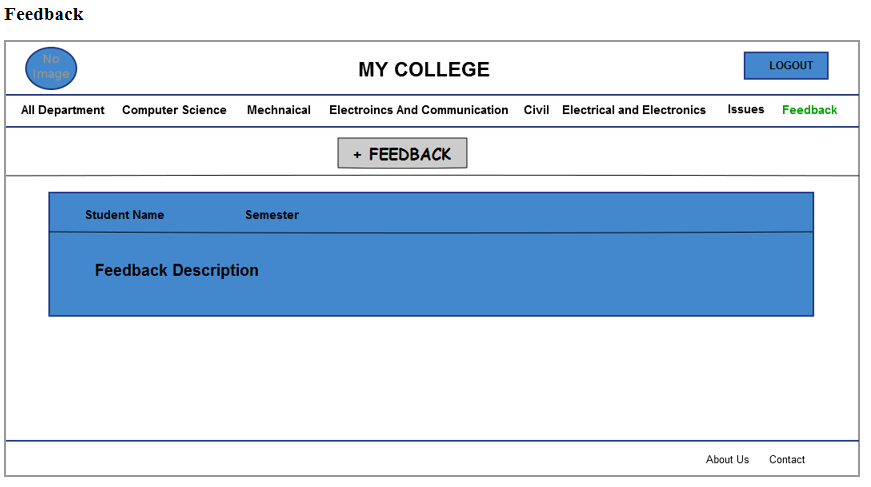 Feedback
No
Image
MY COLLEGE
LOGOUT
All Department Computer Science Mechnaical Electroincs And Communication Civil Electrical and Electronics Issues Feedback
+ FEEDBACK
Student Name Semester
Feedback Description
About Us Contact